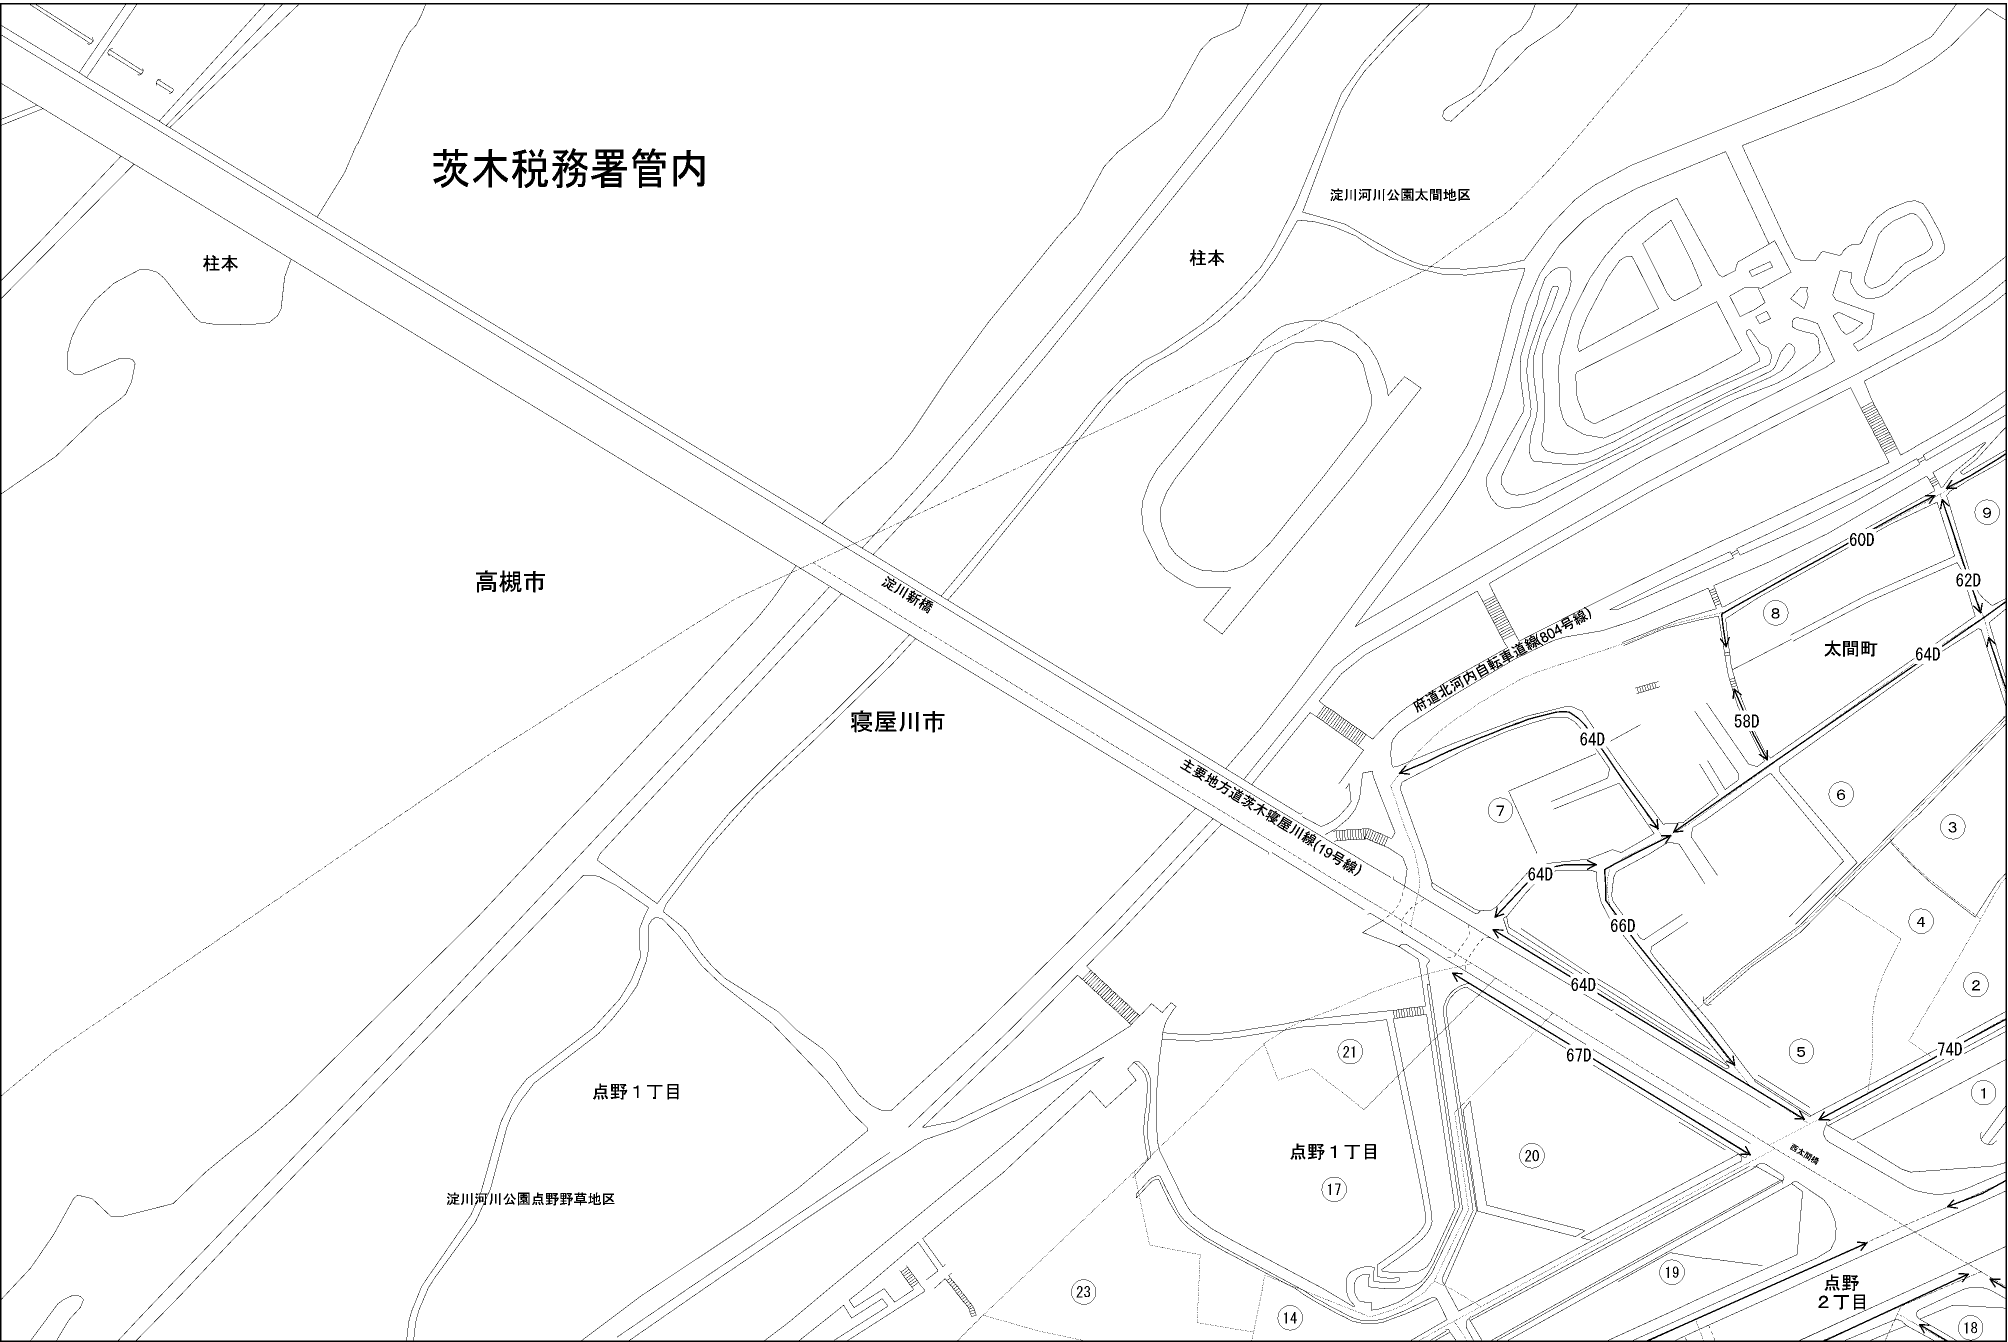 茨木税務署管内
淀川河川公園太間地区
柱本
柱本
⑨
60D
高槻市
62D
淀川新橋
⑧
府道北河内自転車道線(804号線)
太間町
64D
寝屋川市
58D
64D
主要地方道茨木寝屋川線(19号線)
⑥
⑦
③
64D
④
66D
64D
②
74D
67D
㉑
⑤
点野１丁目
①
点野１丁目
⑳
西太間橋
⑰
淀川河川公園点野野草地区
⑲
点野
２丁目
㉓
⑭
⑱